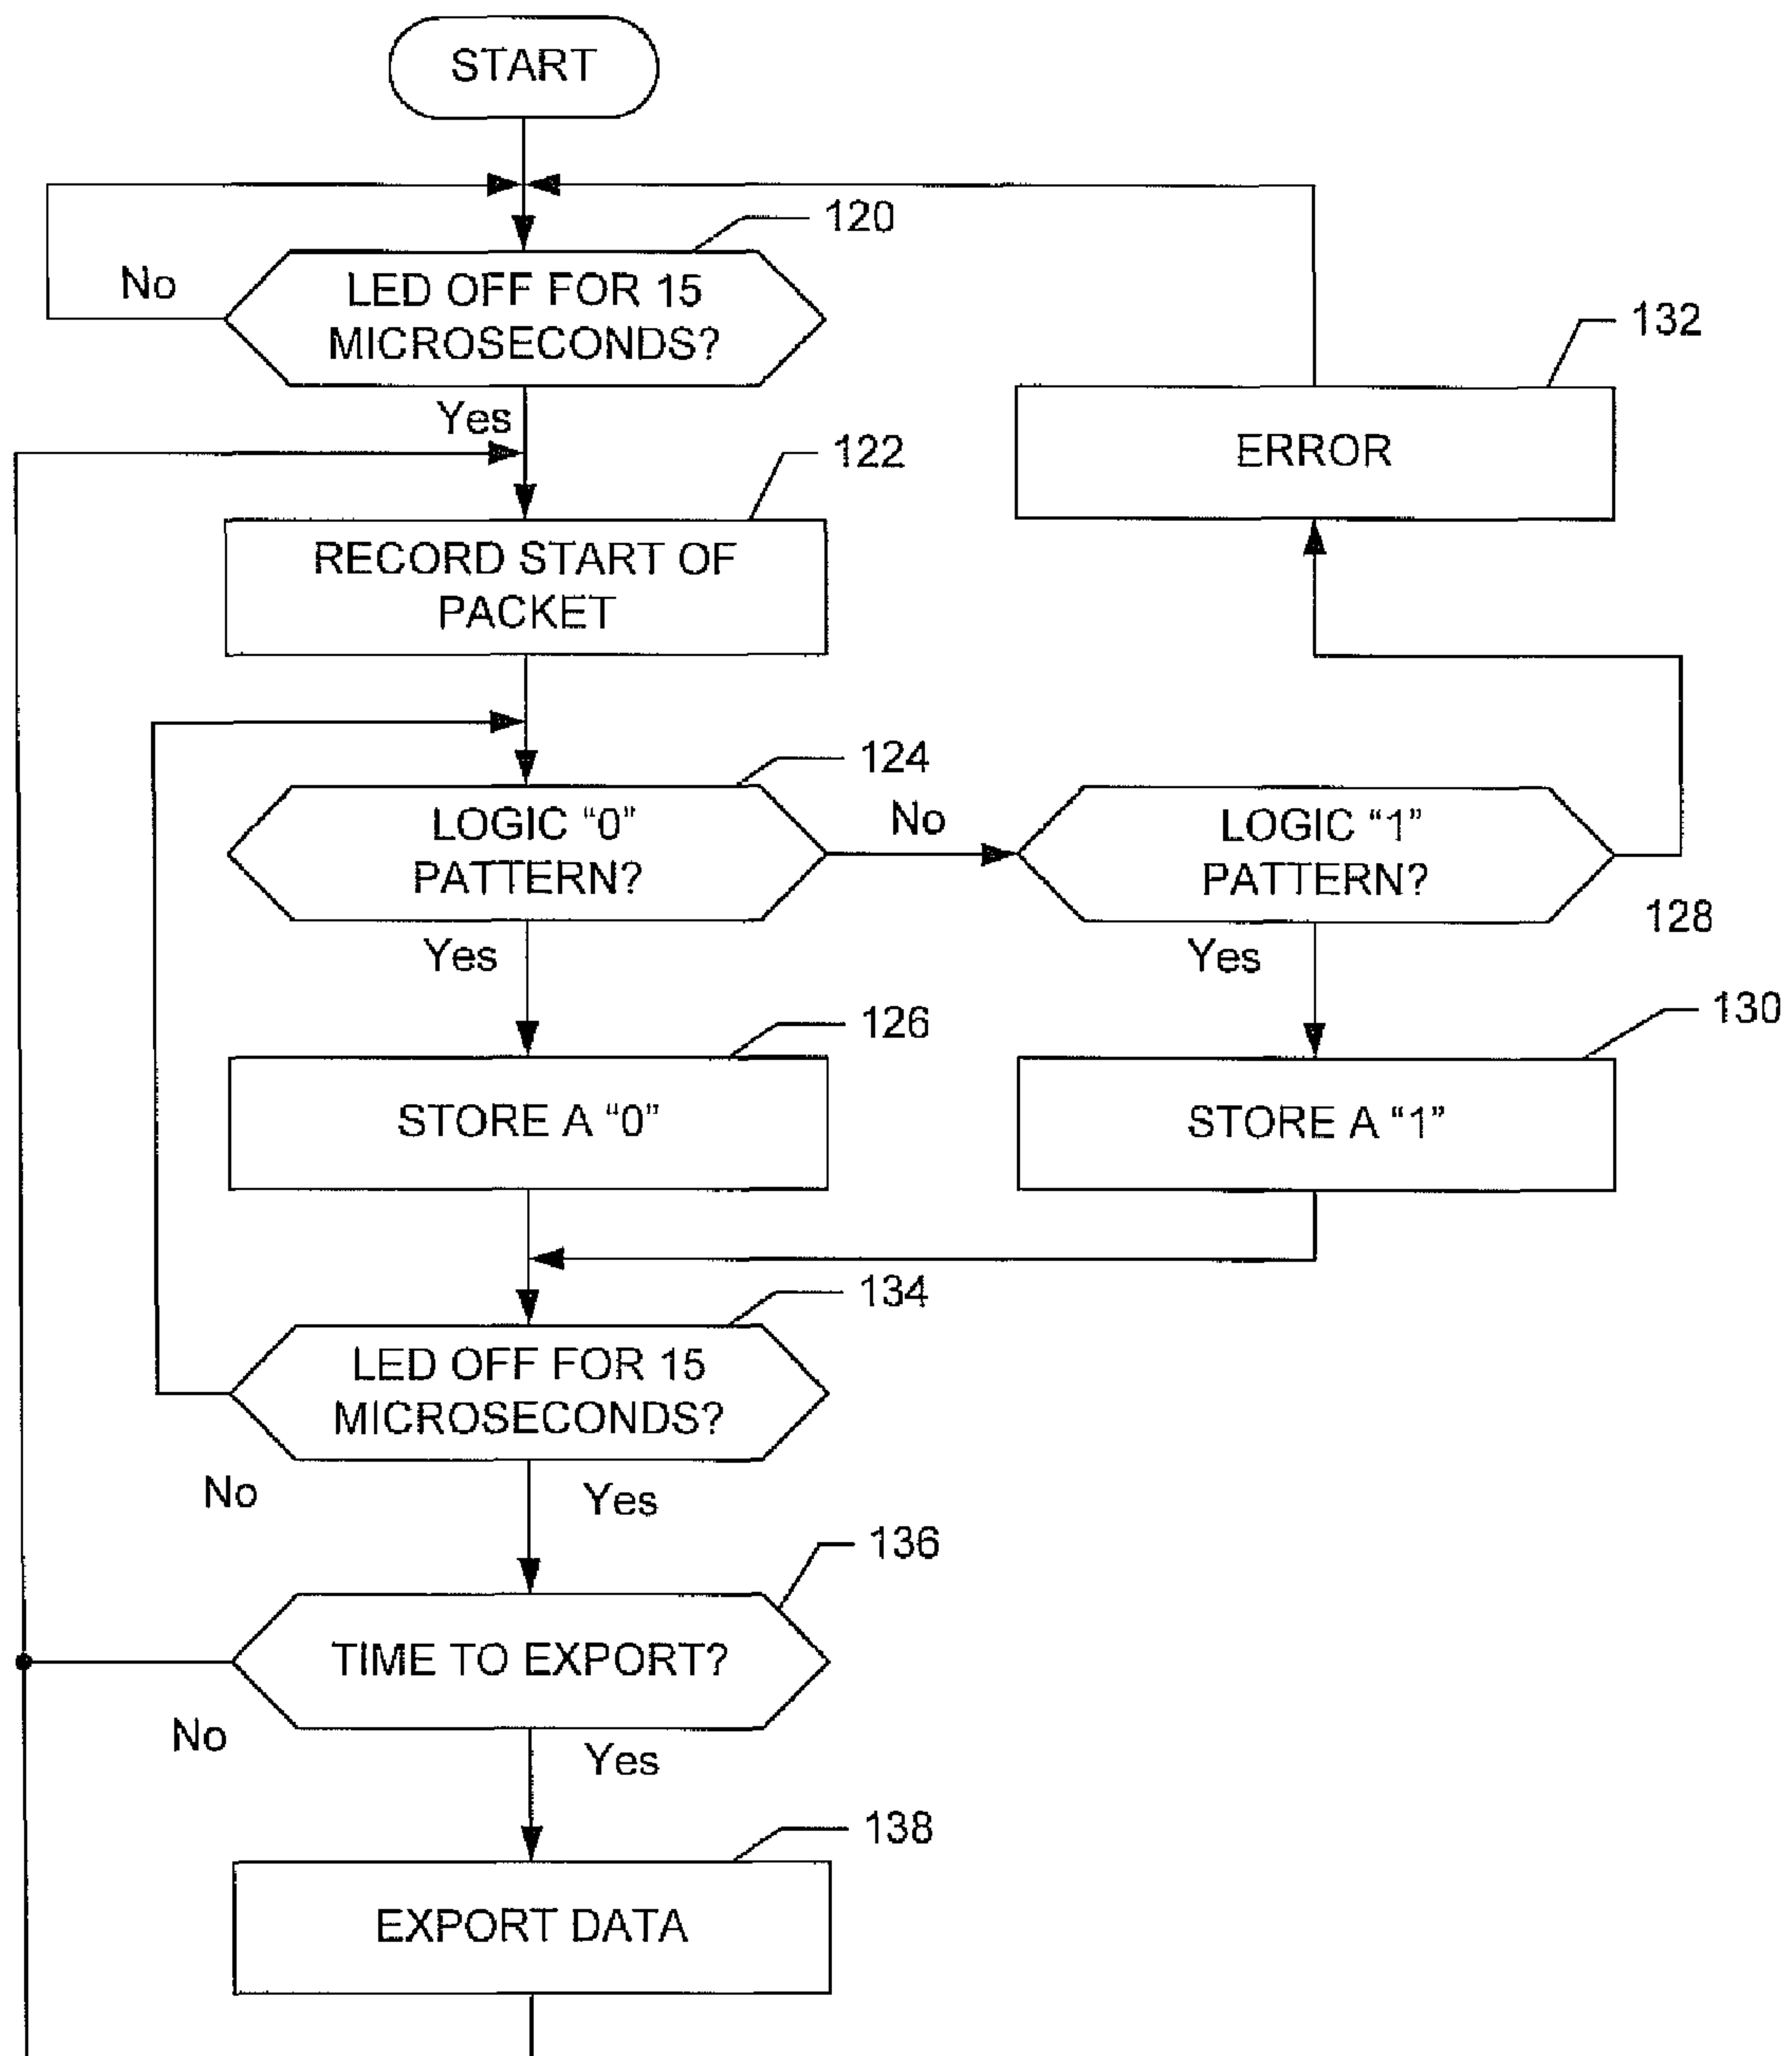 START
120
No
LED OFF FOR 15
MICROSECONDS?
132
Yes
122
ERROR
RECORD START OF
PACKET
124
LOGIC “0”
PATTERN?
No
LOGIC “1”
PATTERN?
128
Yes
Yes
126
130
STORE A “0”
STORE A “1”
134
LED OFF FOR 15
MICROSECONDS?
No
Yes
136
TIME TO EXPORT?
No
Yes
138
EXPORT DATA